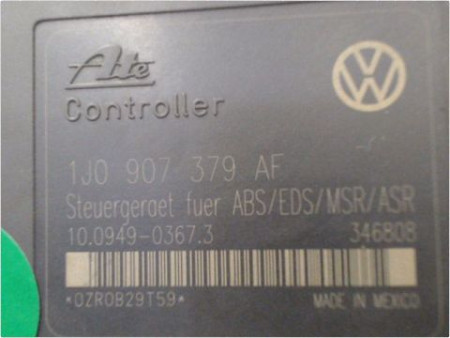 Ate
Controller
1J0 907 379 AF
Steuergeraet fuer ABS/EDS/MSR/ASR
10.0949-0367.3 346808
*0ZR0B29T59*
MADE IN MEXICO